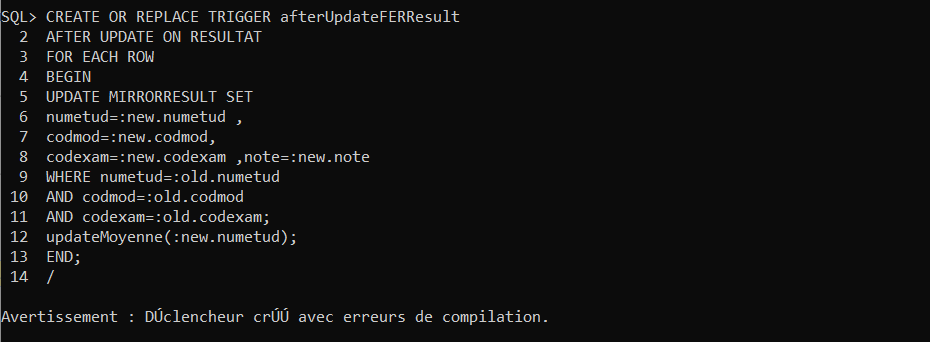 SQL> CREATE OR REPLACE TRIGGER afterUpdateFERResult
2 AFTER UPDATE ON RESULTAT
3 FOR EACH ROW
4 BEGIN
5 UPDATE MIRRORRESULT SET
6 numetud=:new.numetud ,
7 codmod=:new.codmod,
8 codexam=:new.codexam ,note=:new.note
9 WHERE numetud=:old.numetud
10 AND codmod=:old.codmod
11 AND codexam=:old.codexam;
12 updateMoyenne(:new.numetud);
13 END;
14 /
Avertissement : DÚclencheur crÚÚ avec erreurs de compilation.